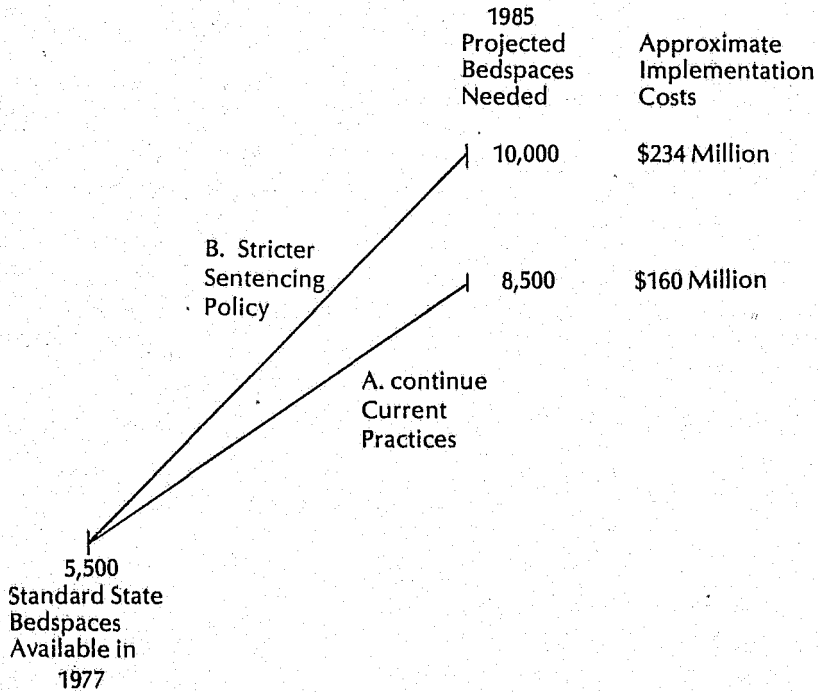 1985
Projected
Bedspaces
Needed
Approximate
Implementation
Costs
10,000
$234 Million
B. Stricter
Sentencing
Policy
8,500
$160 Million
A. continue
Current
Practices
5,500
Standard State
Bedspaces
Available in
1977